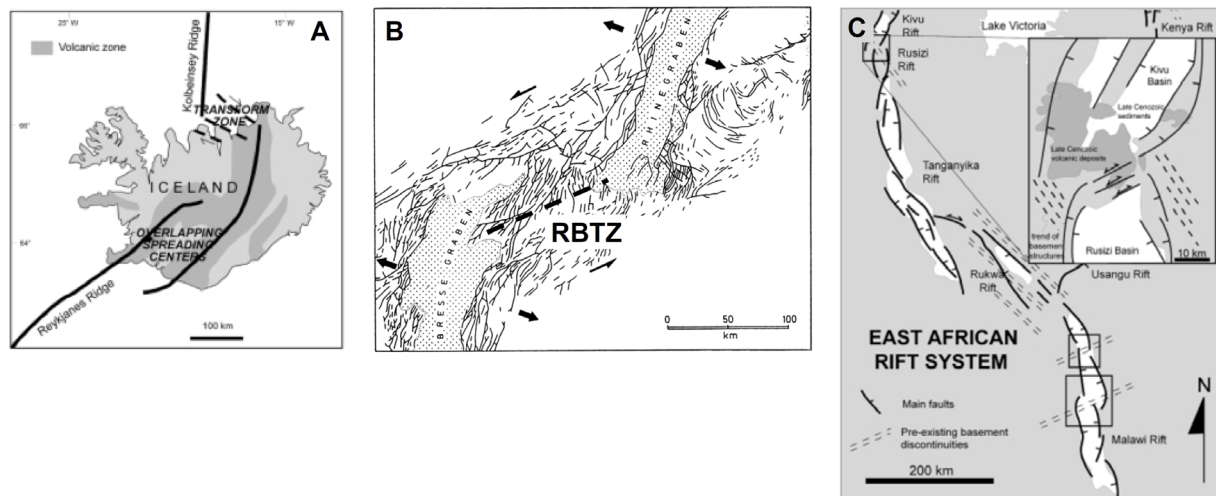 A
25° W
15° W
Volcanic zone
Kolbeinsey Ridge
TRANSFORM
ZONE
66°
ICELAND
64°
OVERLAPPING
SPREADING
CENTERS
Reykjanes Ridge
100 km
B
RHINEGRABEN
RBTZ
BRESSE GRABEN
0 50 100
km
C
Kivu
Rift
Lake Victoria
Kenya Rift
Rusizi
Rift
Kivu
Basin
Late Cenozoic
sediments
Late Cenozoic
volcanic deposits
Tanganyika
Rift
trend of
basement
structures
Rusizi Basin
10 km
Rukwa
Rift
Usangu Rift
EAST AFRICAN
RIFT SYSTEM
N
Main faults
Pre-existing basement
discontinuities
Malawi Rift
200 km